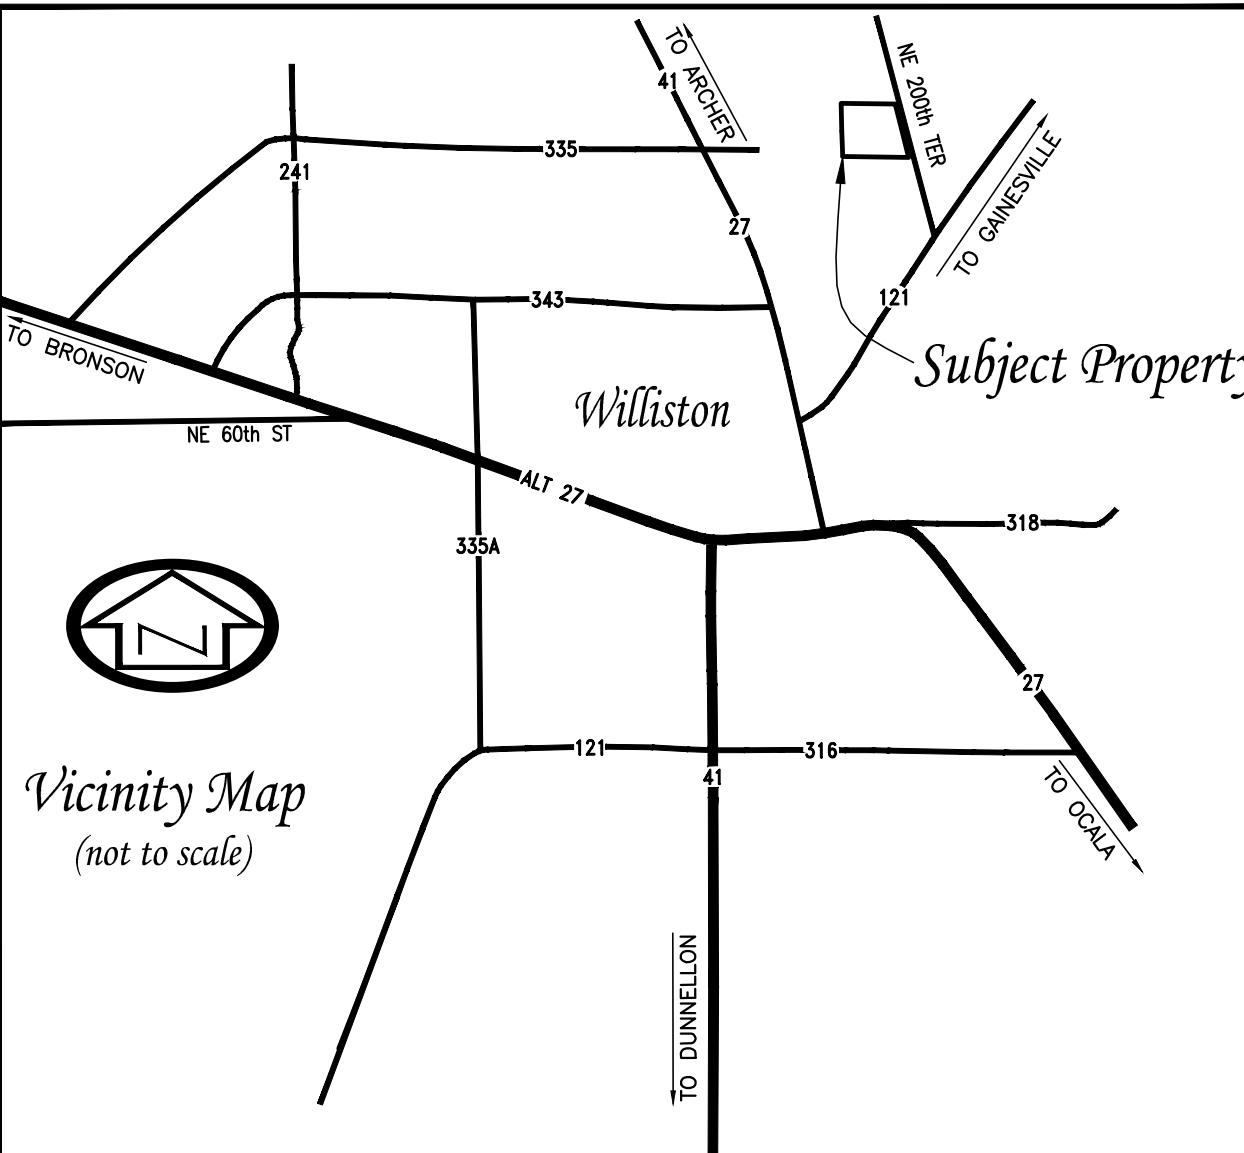 TO ARCHER
41
NE 200th TER
335
241
27
TO GAINESVILLE
343
121
TO BRONSON
Subject Property
Williston
NE 60th ST
ALT 27
318
335A
N
27
121
316
41
Vicinity Map
(not to scale)
TO OCALA
TO DUNNELLON